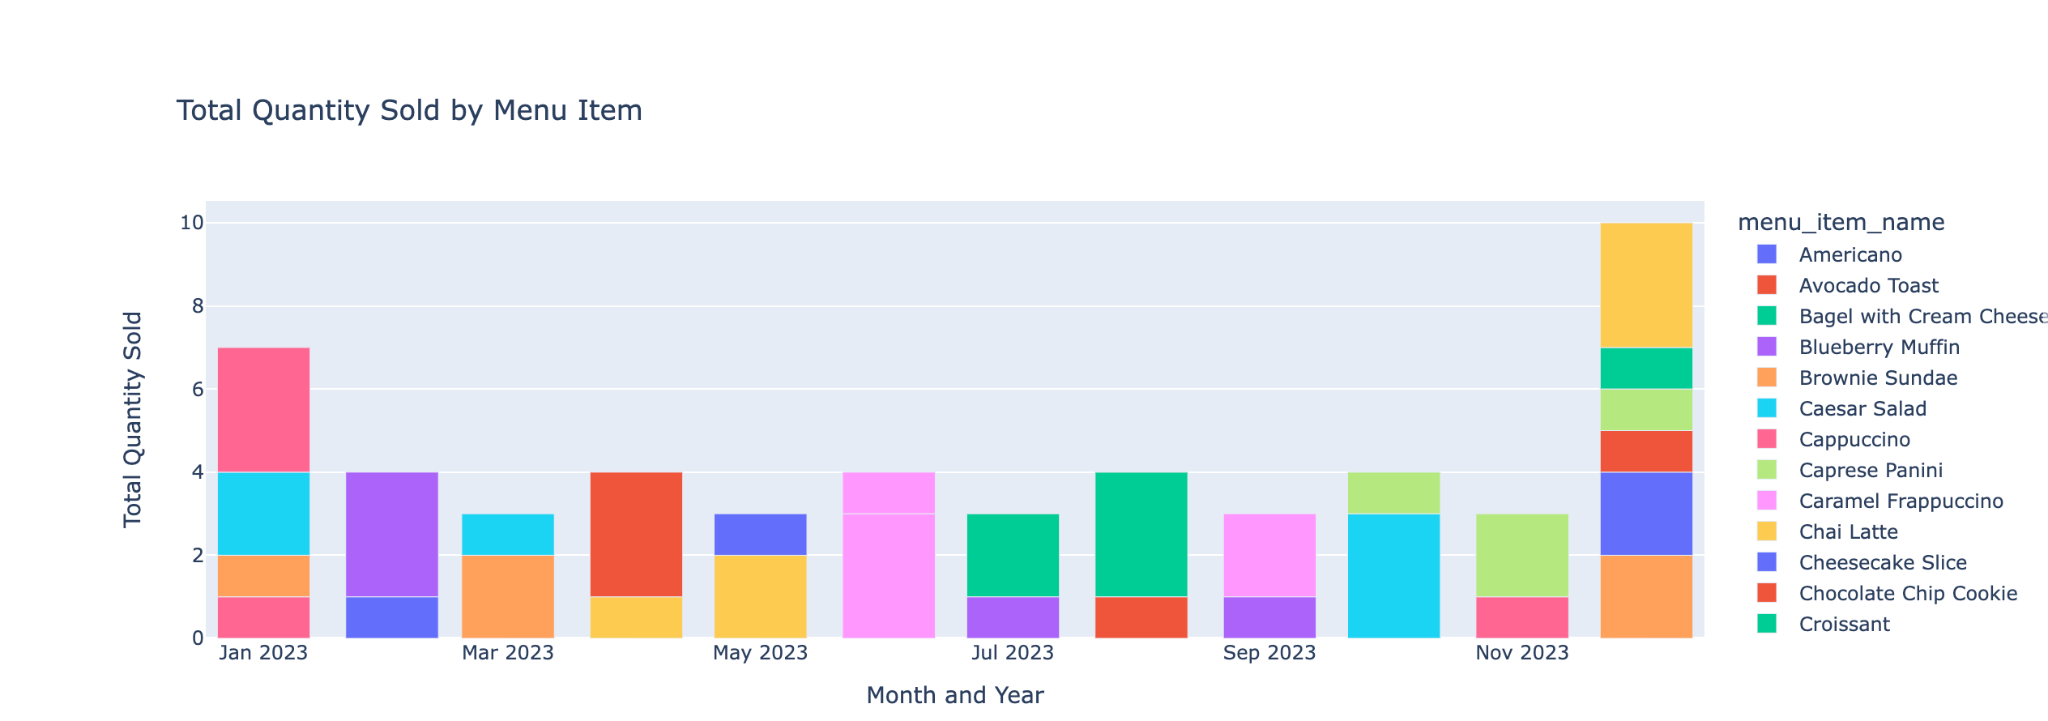 Total Quantity Sold by Menu Item
Total Quantity Sold
10
8
6
4
2
0
Jan 2023
Mar 2023
May 2023
Jul 2023
Sep 2023
Nov 2023
Month and Year
menu_item_name
Americano
Avocado Toast
Bagel with Cream Cheese
Blueberry Muffin
Brownie Sundae
Caesar Salad
Cappuccino
Caprese Panini
Caramel Frappuccino
Chai Latte
Cheesecake Slice
Chocolate Chip Cookie
Croissant